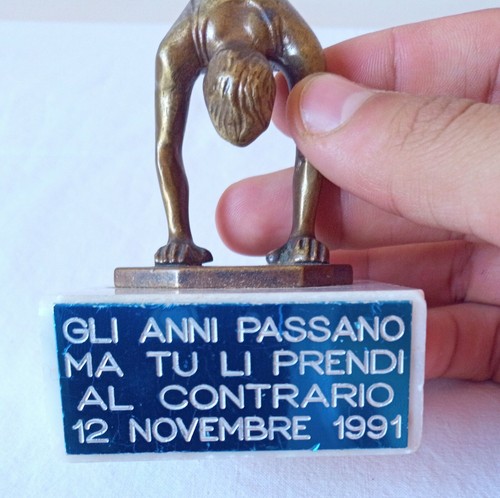 GLI ANNI PASSANO
MA TU LI PRENDI
AL CONTRARIO
12 NOVEMBRE 1991